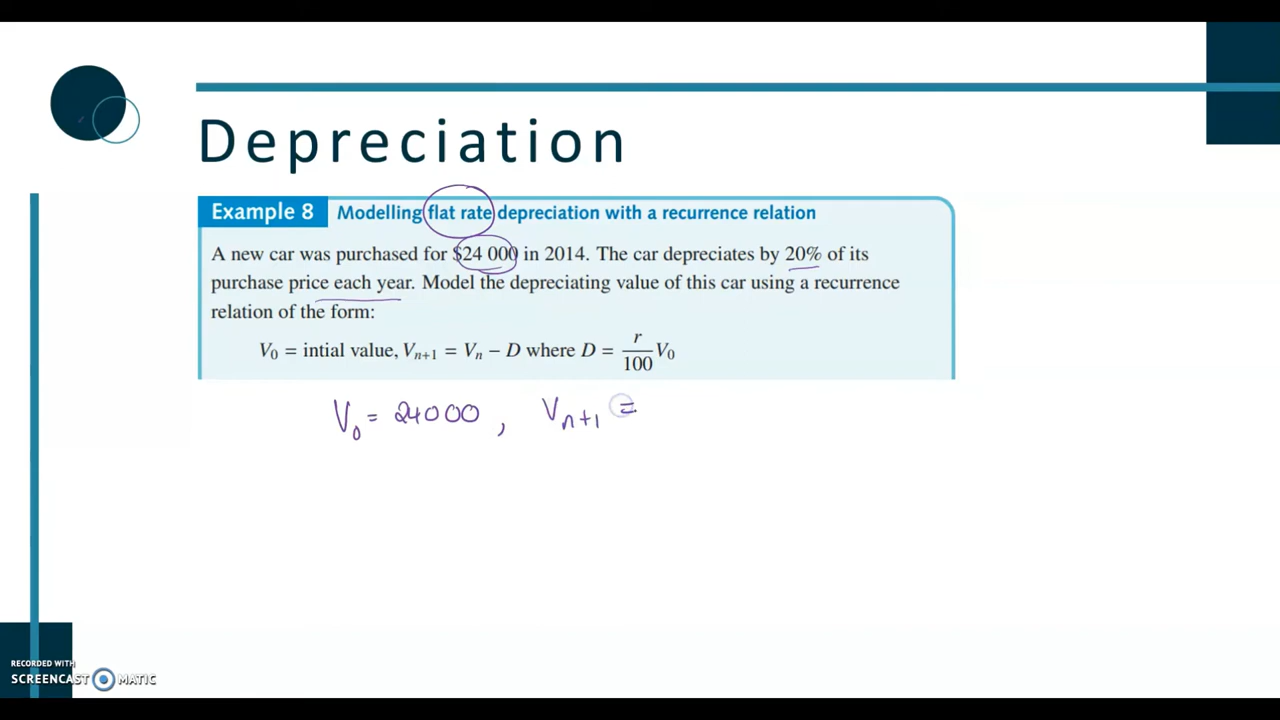 Depreciation
Example 8 Modelling flat rate depreciation with a recurrence relation
A new car was purchased for $24 000 in 2014. The car depreciates by 20% of its
purchase price each year. Model the depreciating value of this car using a recurrence
relation of the form:
V₀ = intial value, Vₙ₊₁ = Vₙ − D where D = r/100 V₀
V₀ = 24000 , Vₙ₊₁ =
RECORDED WITH
SCREENCAST MATIC